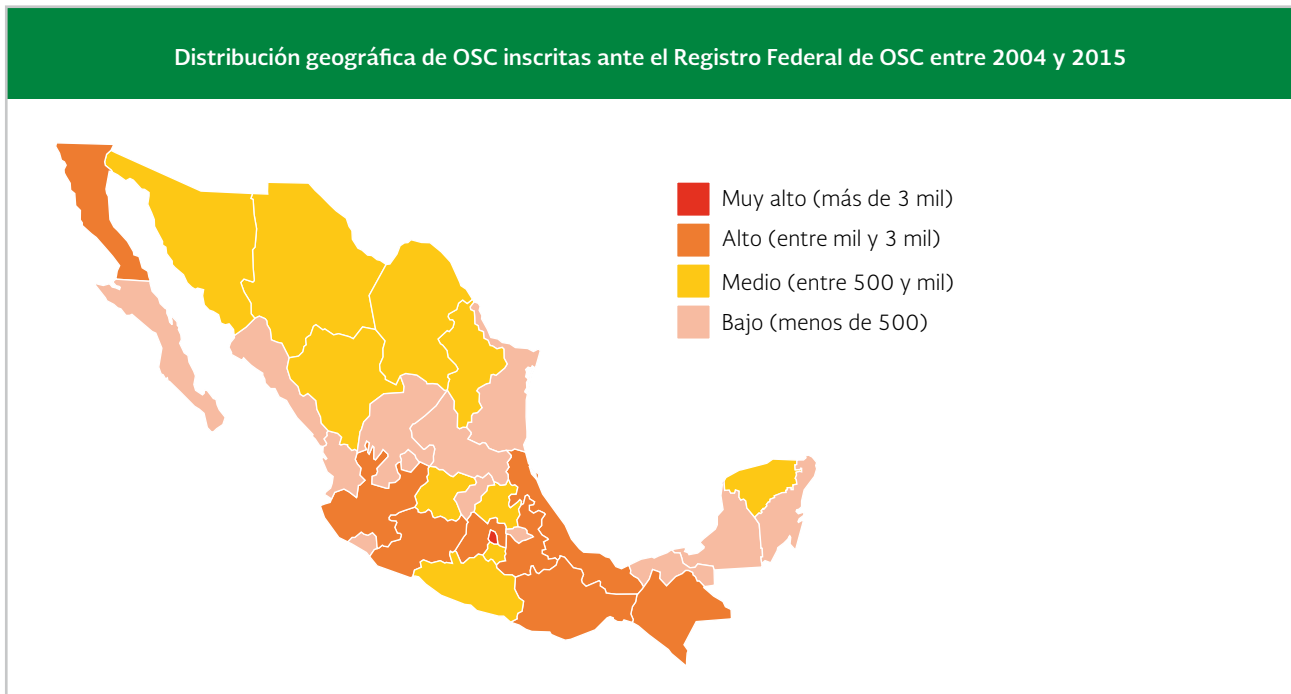 Distribución geográfica de OSC inscritas ante el Registro Federal de OSC entre 2004 y 2015
Muy alto (más de 3 mil)
Alto (entre mil y 3 mil)
Medio (entre 500 y mil)
Bajo (menos de 500)